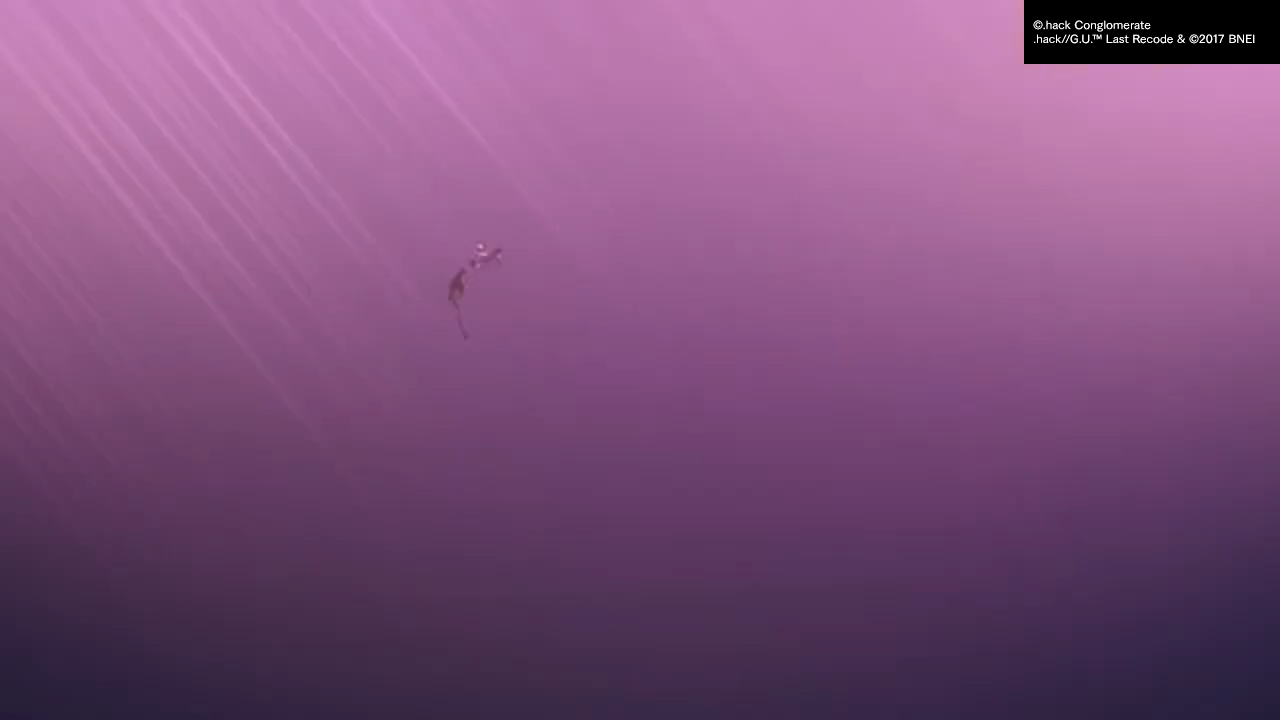 ©.hack Conglomerate
.hack//G.U.™ Last Recode & ©2017 BNEI